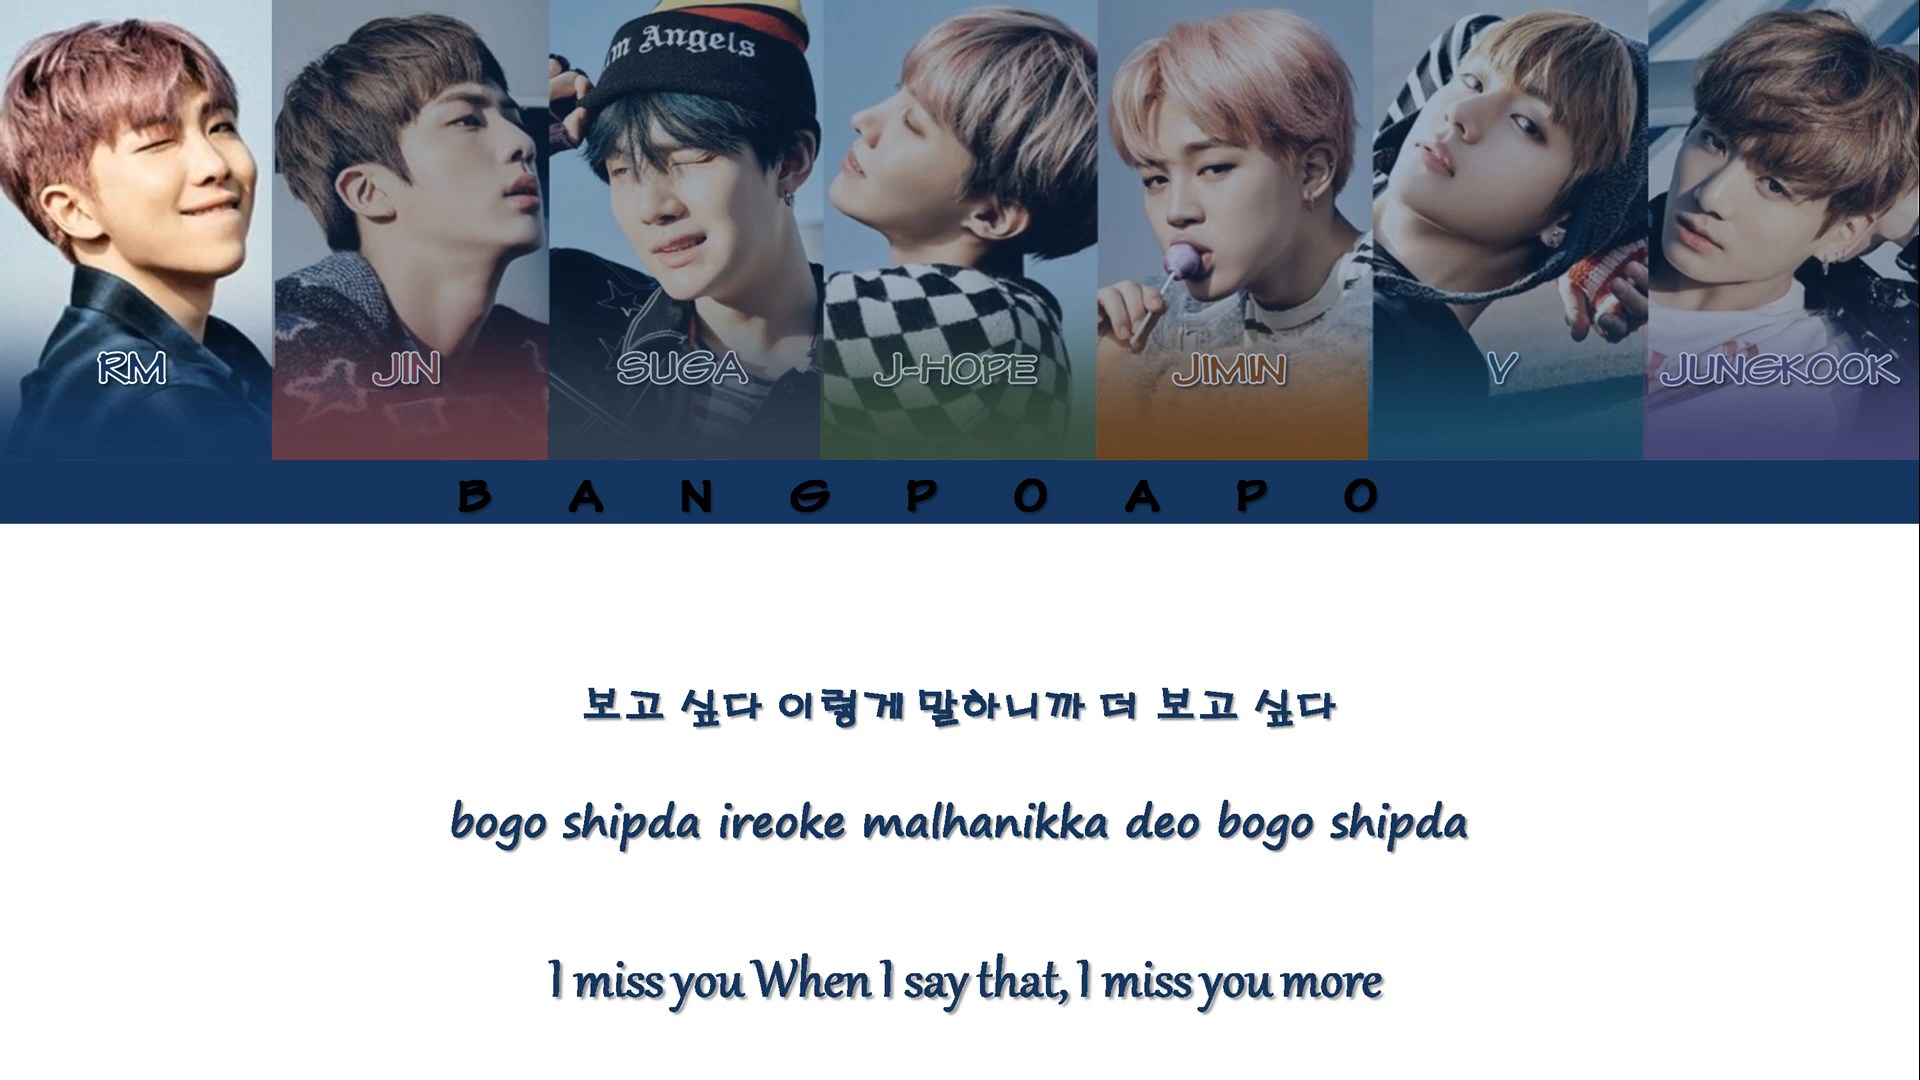 m Angels
RM JIN SUGA J-HOPE JIMIN V JUNGKOOK
B A N G P O A P O
보고 싶다 이렇게 말하니까 더 보고 싶다
bogo shipda ireoke malhanikka deo bogo shipda
I miss you When I say that, I miss you more